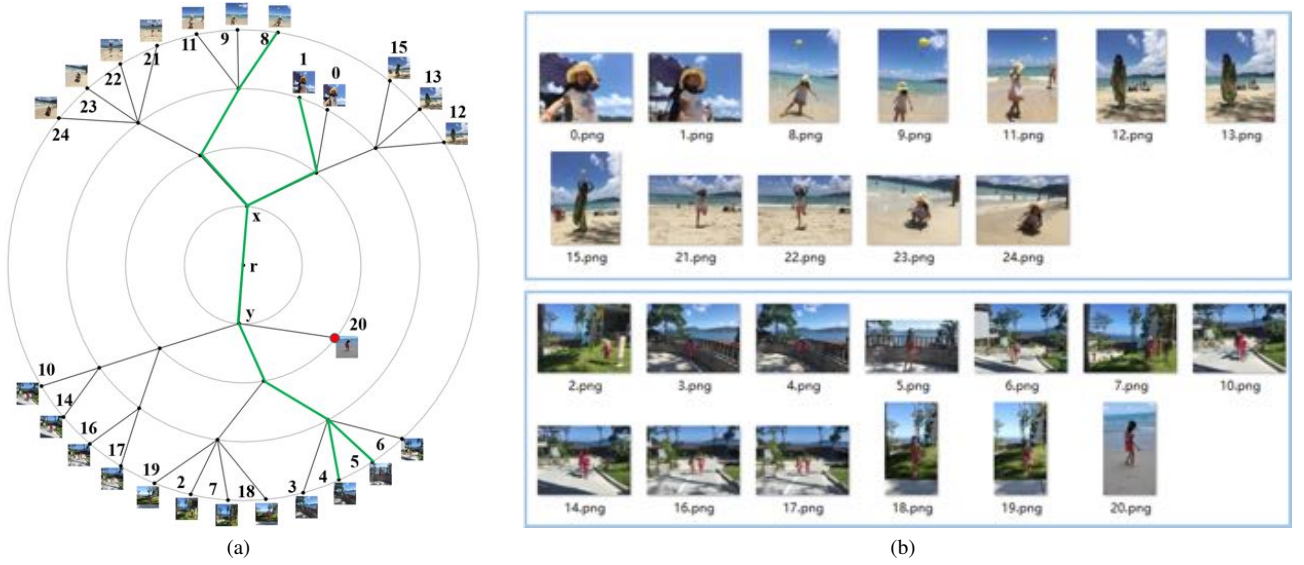 11 9 8
21
22
23
24
1 0
15
13
12
x
r
y
20
10
14
16
17
19 2 7 18 3 4 5 6
(a)
0.png 1.png 8.png 9.png 11.png 12.png 13.png
15.png 21.png 22.png 23.png 24.png
2.png 3.png 4.png 5.png 6.png 7.png 10.png
14.png 16.png 17.png 18.png 19.png 20.png
(b)